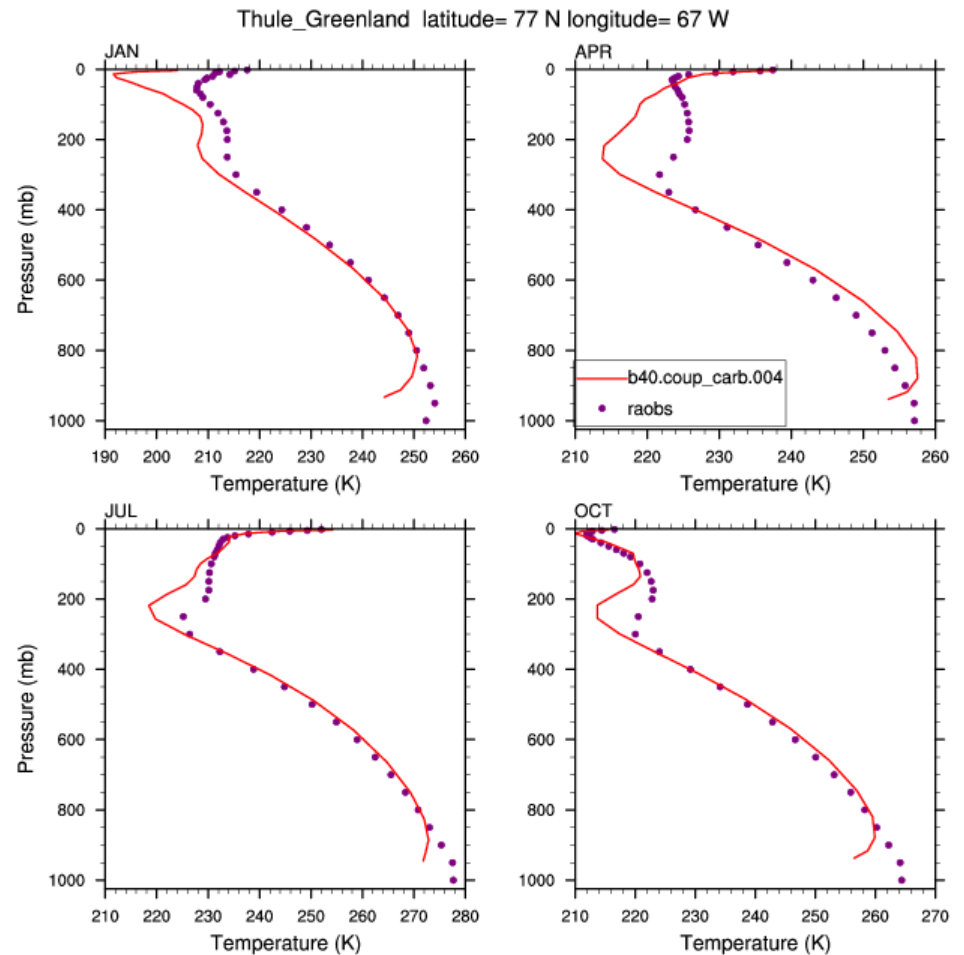 Thule_Greenland latitude= 77 N longitude= 67 W
JAN
0
200
400
600
800
1000
Pressure (mb)
190 200 210 220 230 240 250 260
Temperature (K)
APR
0
200
400
600
800
1000
b40.coup_carb.004
raobs
210 220 230 240 250 260
Temperature (K)
JUL
0
200
400
600
800
1000
Pressure (mb)
210 220 230 240 250 260 270 280
Temperature (K)
OCT
0
200
400
600
800
1000
210 220 230 240 250 260 270
Temperature (K)